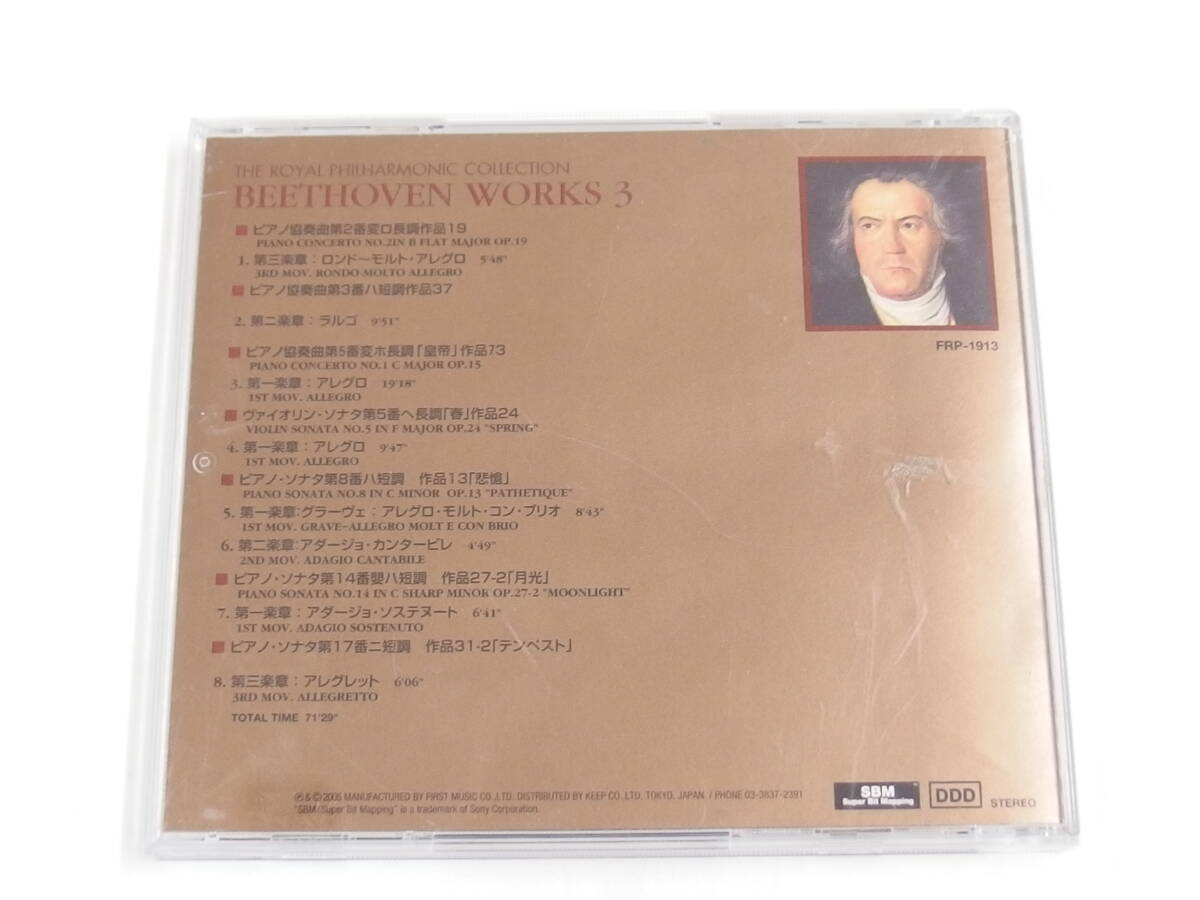 THE ROYAL PHILHARMONIC COLLECTION
BEETHOVEN WORKS 3
■ ピアノ協奏曲第2番変ロ長調作品19
PIANO CONCERTO NO.2IN B FLAT MAJOR OP.19
1. 第三楽章：ロンド〜モルト・アレグロ 5'48"
3RD MOV. RONDO-MOLTO ALLEGRO
■ ピアノ協奏曲第3番ハ短調作品37
2. 第二楽章：ラルゴ 9'51"
■ ピアノ協奏曲第5番変ホ長調「皇帝」作品73
PIANO CONCERTO NO.1 C MAJOR OP.15
3. 第一楽章：アレグロ 19'18"
1ST MOV. ALLEGRO
■ ヴァイオリン・ソナタ第5番ヘ長調「春」作品24
VIOLIN SONATA NO.5 IN F MAJOR OP.24 "SPRING"
4. 第一楽章：アレグロ 9'47"
1ST MOV. ALLEGRO
■ ピアノ・ソナタ第8番ハ短調 作品13「悲愴」
PIANO SONATA NO.8 IN C MINOR OP.13 "PATHETIQUE"
5. 第一楽章：グラーヴェ：アレグロ・モルト・コン・ブリオ 8'43"
1ST MOV. GRAVE-ALLEGRO MOLT E CON BRIO
6. 第二楽章：アダージョ・カンタービレ 4'49"
2ND MOV. ADAGIO CANTABILE
■ ピアノ・ソナタ第14番嬰ハ短調 作品27-2「月光」
PIANO SONATA NO.14 IN C SHARP MINOR OP.27-2 "MOONLIGHT"
7. 第一楽章：アダージョ・ソステヌート 6'41"
1ST MOV. ADAGIO SOSTENUTO
■ ピアノ・ソナタ第17番ニ短調 作品31-2「テンペスト」
8. 第三楽章：アレグレット 6'06"
3RD MOV. ALLEGRETTO
TOTAL TIME 71'29"
FRP-1913
℗&©2005 MANUFACTURED BY FIRST MUSIC CO.,LTD. DISTRIBUTED BY KEEP CO.,LTD. TOKYO, JAPAN. / PHONE 03-3837-2391
"SBM/Super Bit Mapping" is a trademark of Sony Corporation.
SBM
Super Bit Mapping
DDD
STEREO